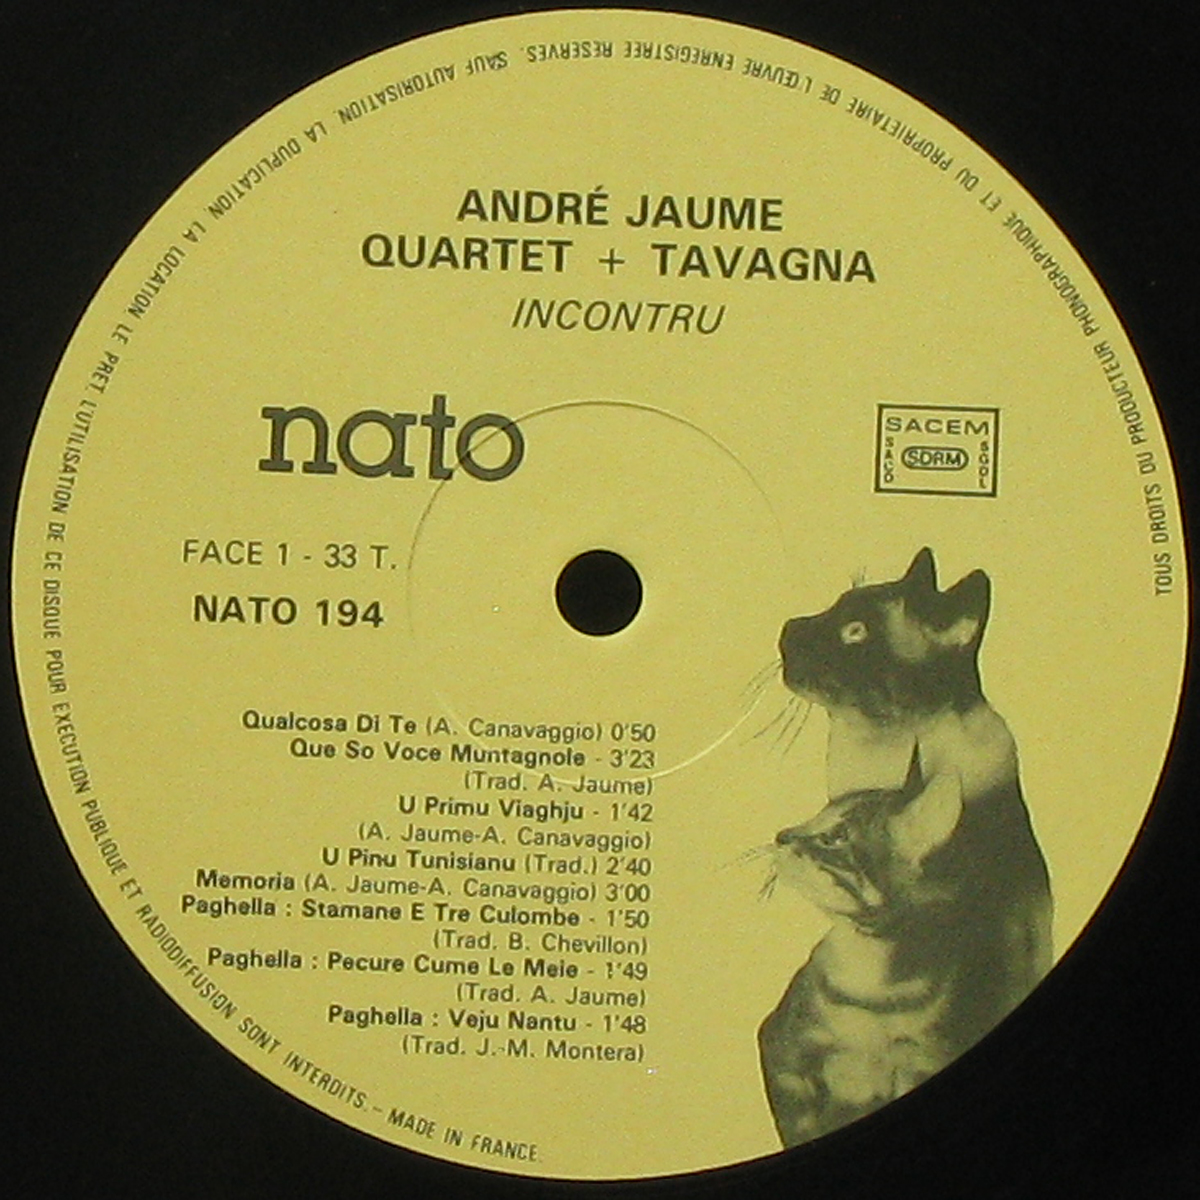 ANDRÉ JAUME
QUARTET + TAVAGNA
INCONTRU
nato
SACEM
SACD
SDRM
SGDL
FACE 1 - 33 T.
NATO 194
Qualcosa Di Te (A. Canavaggio) 0'50
Que So Voce Muntagnole - 3'23
(Trad. A. Jaume)
U Primu Viaghju - 1'42
(A. Jaume-A. Canavaggio)
U Pinu Tunisianu (Trad.) 2'40
Memoria (A. Jaume-A. Canavaggio) 3'00
Paghella : Stamane E Tre Culombe - 1'50
(Trad. B. Chevillon)
Paghella : Pecure Cume Le Meie - 1'49
(Trad. A. Jaume)
Paghella : Veju Nantu - 1'48
(Trad. J.-M. Montera)
TOUS DROITS DU PRODUCTEUR PHONOGRAPHIQUE ET DU PROPRIETAIRE DE L'ŒUVRE ENREGISTREE RESERVES. SAUF AUTORISATION, LA DUPLICATION, LA LOCATION, LE PRET, L'UTILISATION DE CE DISQUE POUR EXECUTION PUBLIQUE ET RADIODIFFUSION SONT INTERDITS. - MADE IN FRANCE.